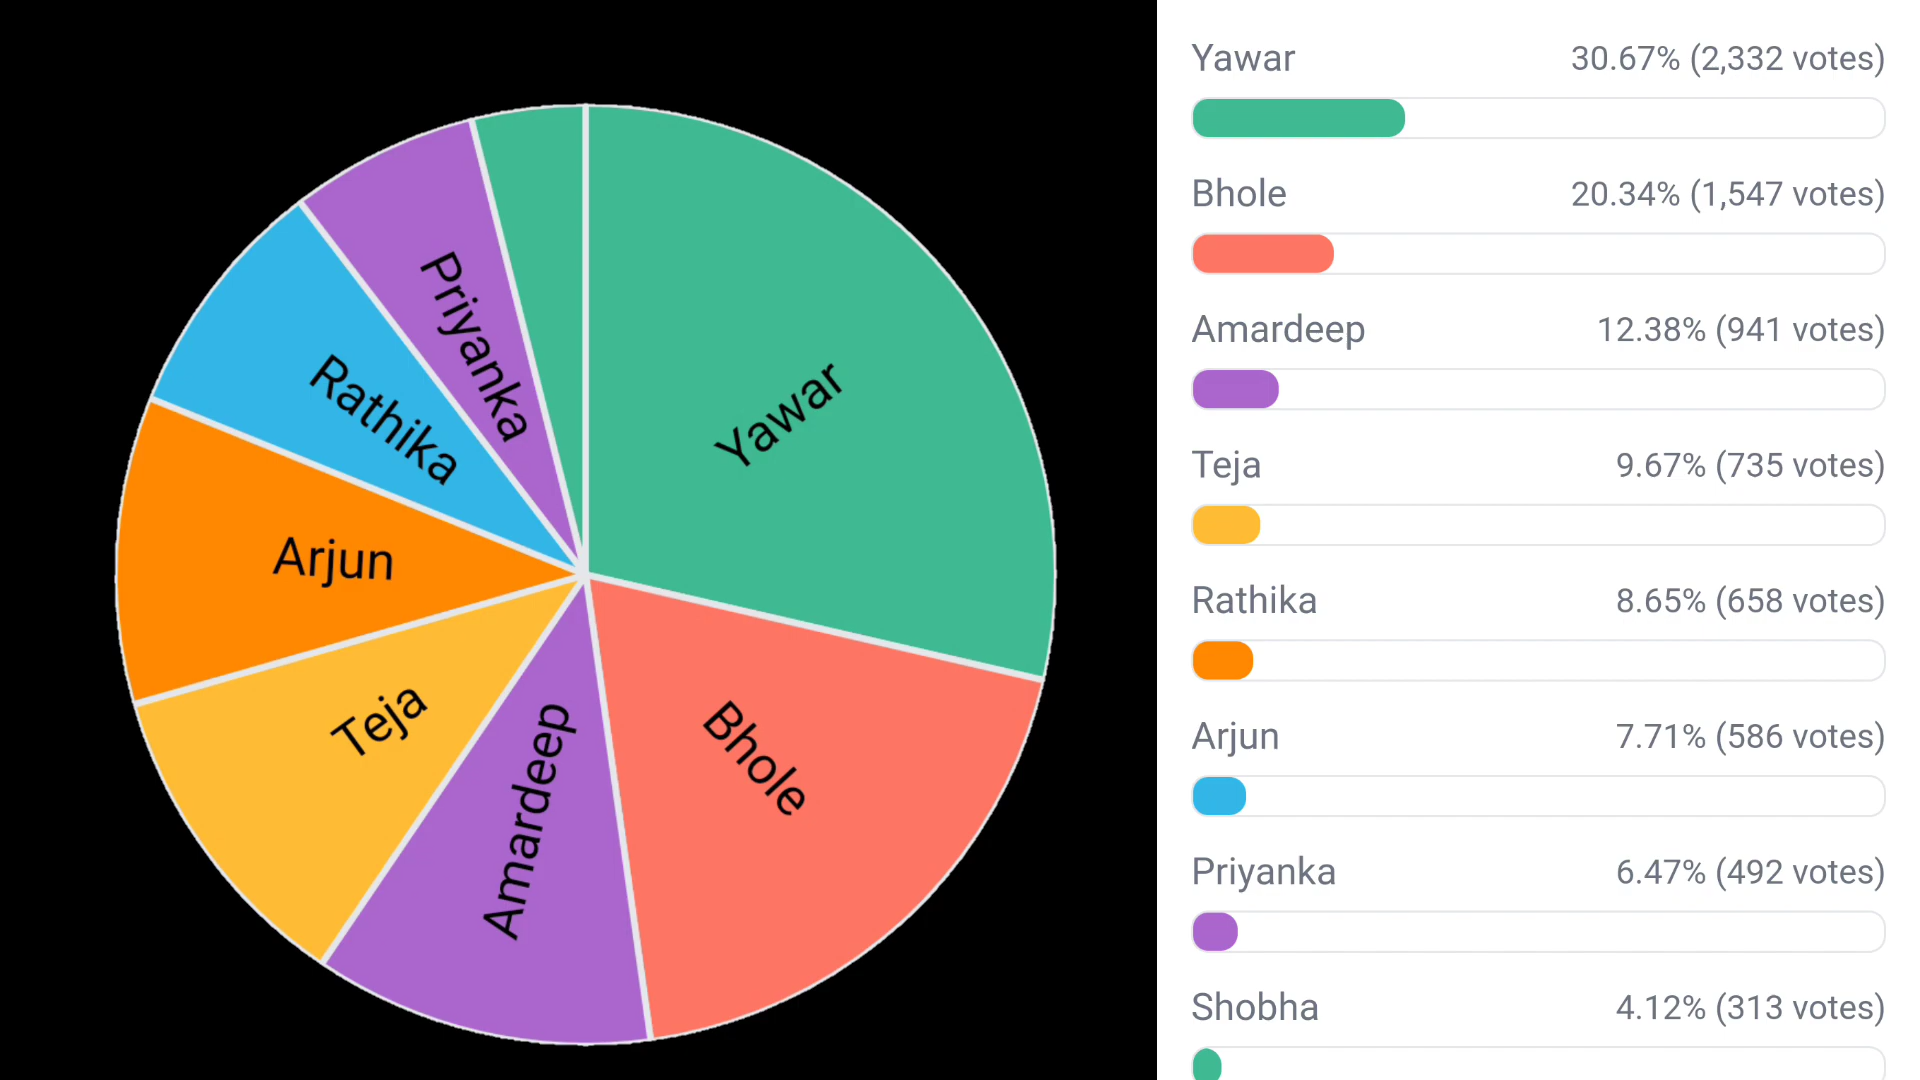 Yawar
Bhole
Amardeep
Teja
Arjun
Rathika
Priyanka
Yawar 30.67% (2,332 votes)
Bhole 20.34% (1,547 votes)
Amardeep 12.38% (941 votes)
Teja 9.67% (735 votes)
Rathika 8.65% (658 votes)
Arjun 7.71% (586 votes)
Priyanka 6.47% (492 votes)
Shobha 4.12% (313 votes)